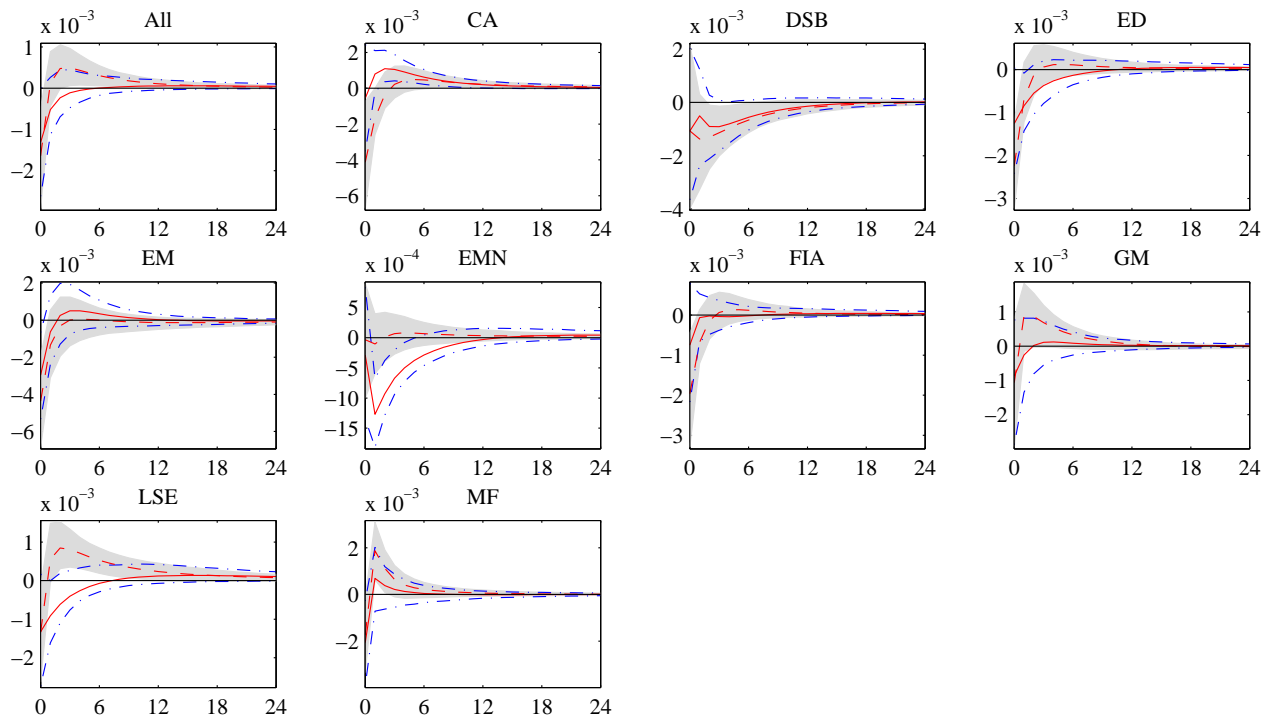 x 10⁻³ All
1
0
−1
−2
0 6 12 18 24
x 10⁻³ CA
2
0
−2
−4
−6
0 6 12 18 24
x 10⁻³ DSB
2
0
−2
−4
0 6 12 18 24
x 10⁻³ ED
1
0
−1
−2
−3
0 6 12 18 24
x 10⁻³ EM
2
0
−2
−4
−6
0 6 12 18 24
x 10⁻⁴ EMN
5
0
−5
−10
−15
0 6 12 18 24
x 10⁻³ FIA
0
−1
−2
−3
0 6 12 18 24
x 10⁻³ GM
1
0
−1
−2
0 6 12 18 24
x 10⁻³ LSE
1
0
−1
−2
0 6 12 18 24
x 10⁻³ MF
2
0
−2
0 6 12 18 24